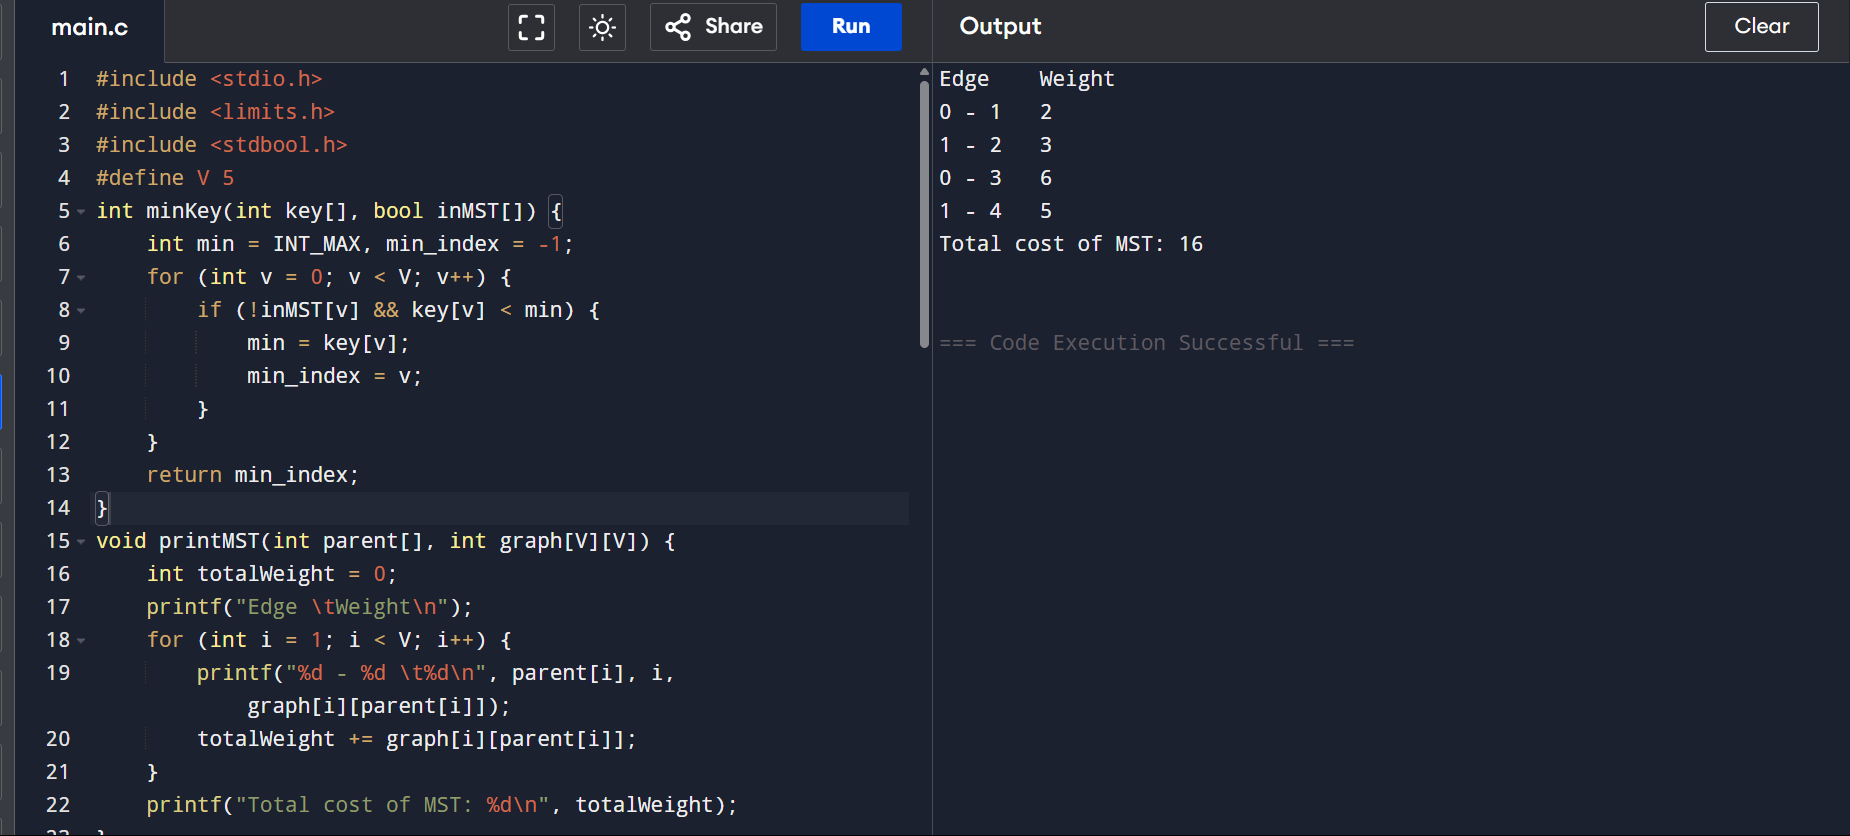 main.c
Share
Run
Output
Clear
1 #include <stdio.h>
2 #include <limits.h>
3 #include <stdbool.h>
4 #define V 5
5 int minKey(int key[], bool inMST[]) {
6     int min = INT_MAX, min_index = -1;
7     for (int v = 0; v < V; v++) {
8         if (!inMST[v] && key[v] < min) {
9             min = key[v];
10             min_index = v;
11         }
12     }
13     return min_index;
14 }
15 void printMST(int parent[], int graph[V][V]) {
16     int totalWeight = 0;
17     printf("Edge \tWeight\n");
18     for (int i = 1; i < V; i++) {
19         printf("%d - %d \t%d\n", parent[i], i,
            graph[i][parent[i]]);
20         totalWeight += graph[i][parent[i]];
21     }
22     printf("Total cost of MST: %d\n", totalWeight);
23 }
Edge    Weight
0 - 1   2
1 - 2   3
0 - 3   6
1 - 4   5
Total cost of MST: 16
=== Code Execution Successful ===